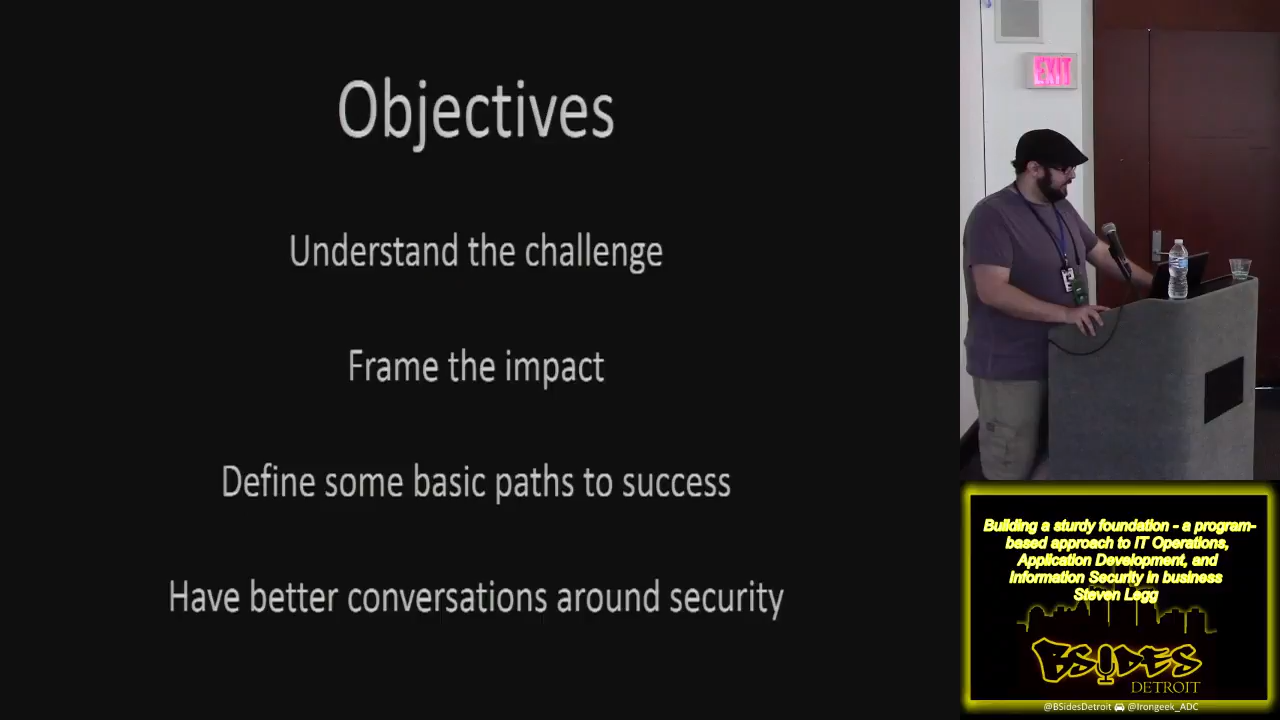 Objectives
Understand the challenge
Frame the impact
Define some basic paths to success
Have better conversations around security
EXIT
Building a sturdy foundation - a program-
based approach to IT Operations,
Application Development, and
Information Security in business
Steven Legg
BSIDES
DETROIT
@BSidesDetroit @Irongeek_ADC